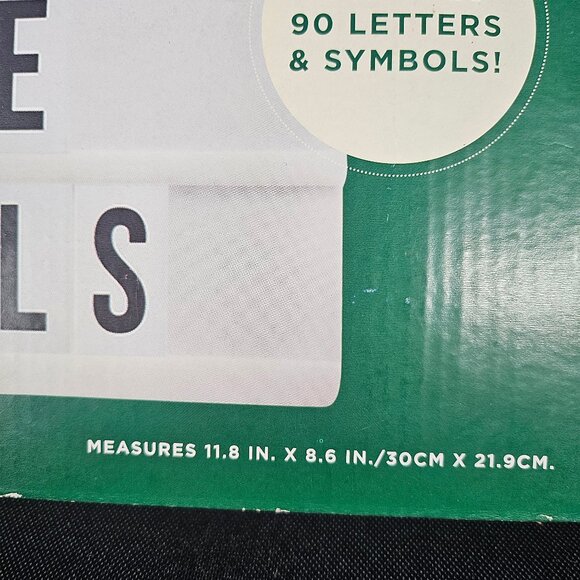 90 LETTERS
& SYMBOLS!
E
LS
MEASURES 11.8 IN. X 8.6 IN./30CM X 21.9CM.